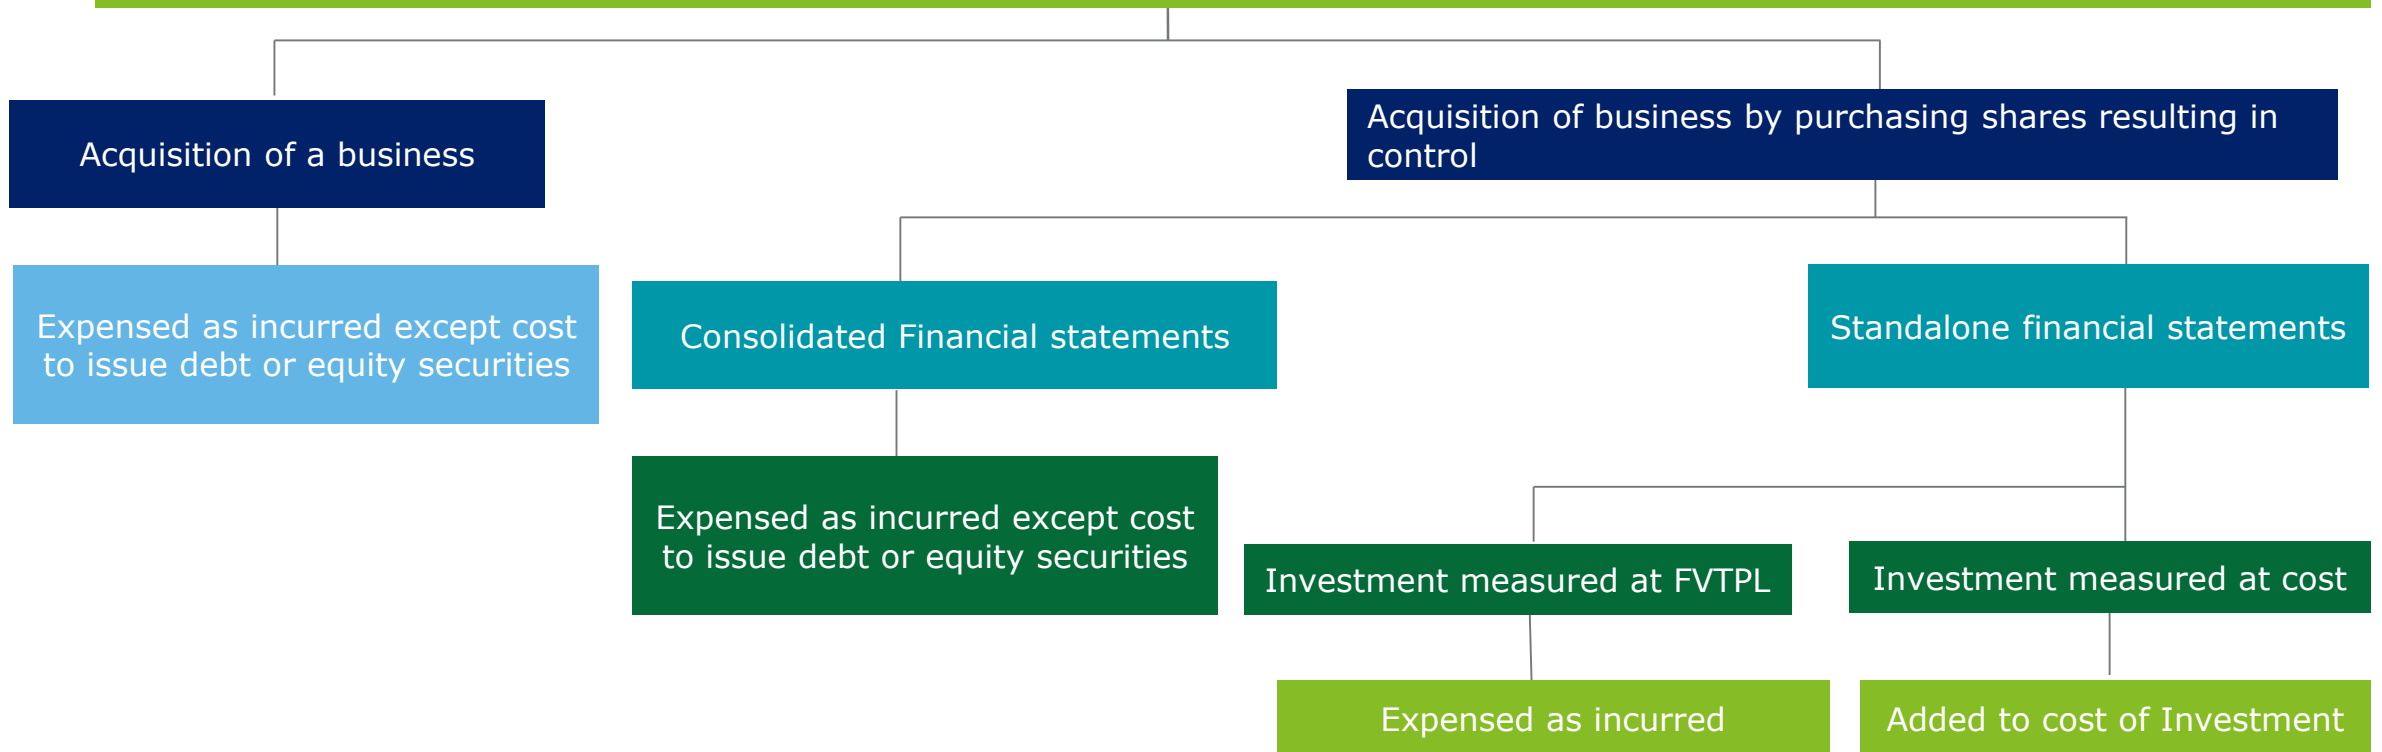 Acquisition of a business
Acquisition of business by purchasing shares resulting in
control
Expensed as incurred except cost
to issue debt or equity securities
Consolidated Financial statements
Standalone financial statements
Expensed as incurred except cost
to issue debt or equity securities
Investment measured at FVTPL
Investment measured at cost
Expensed as incurred
Added to cost of Investment